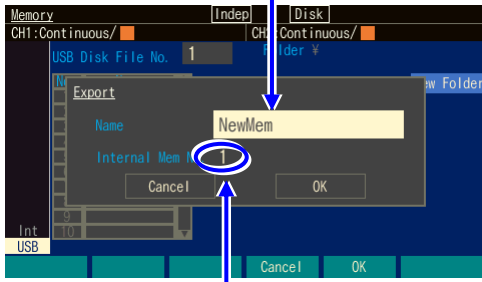 Memory Indep Disk
CH1:Continuous/ CH2:Continuous/
USB Disk File No. 1 Folder ¥
New Folder
Export
Name NewMem
Internal Mem 1
Cancel OK
9
Int 10
USB
Cancel OK